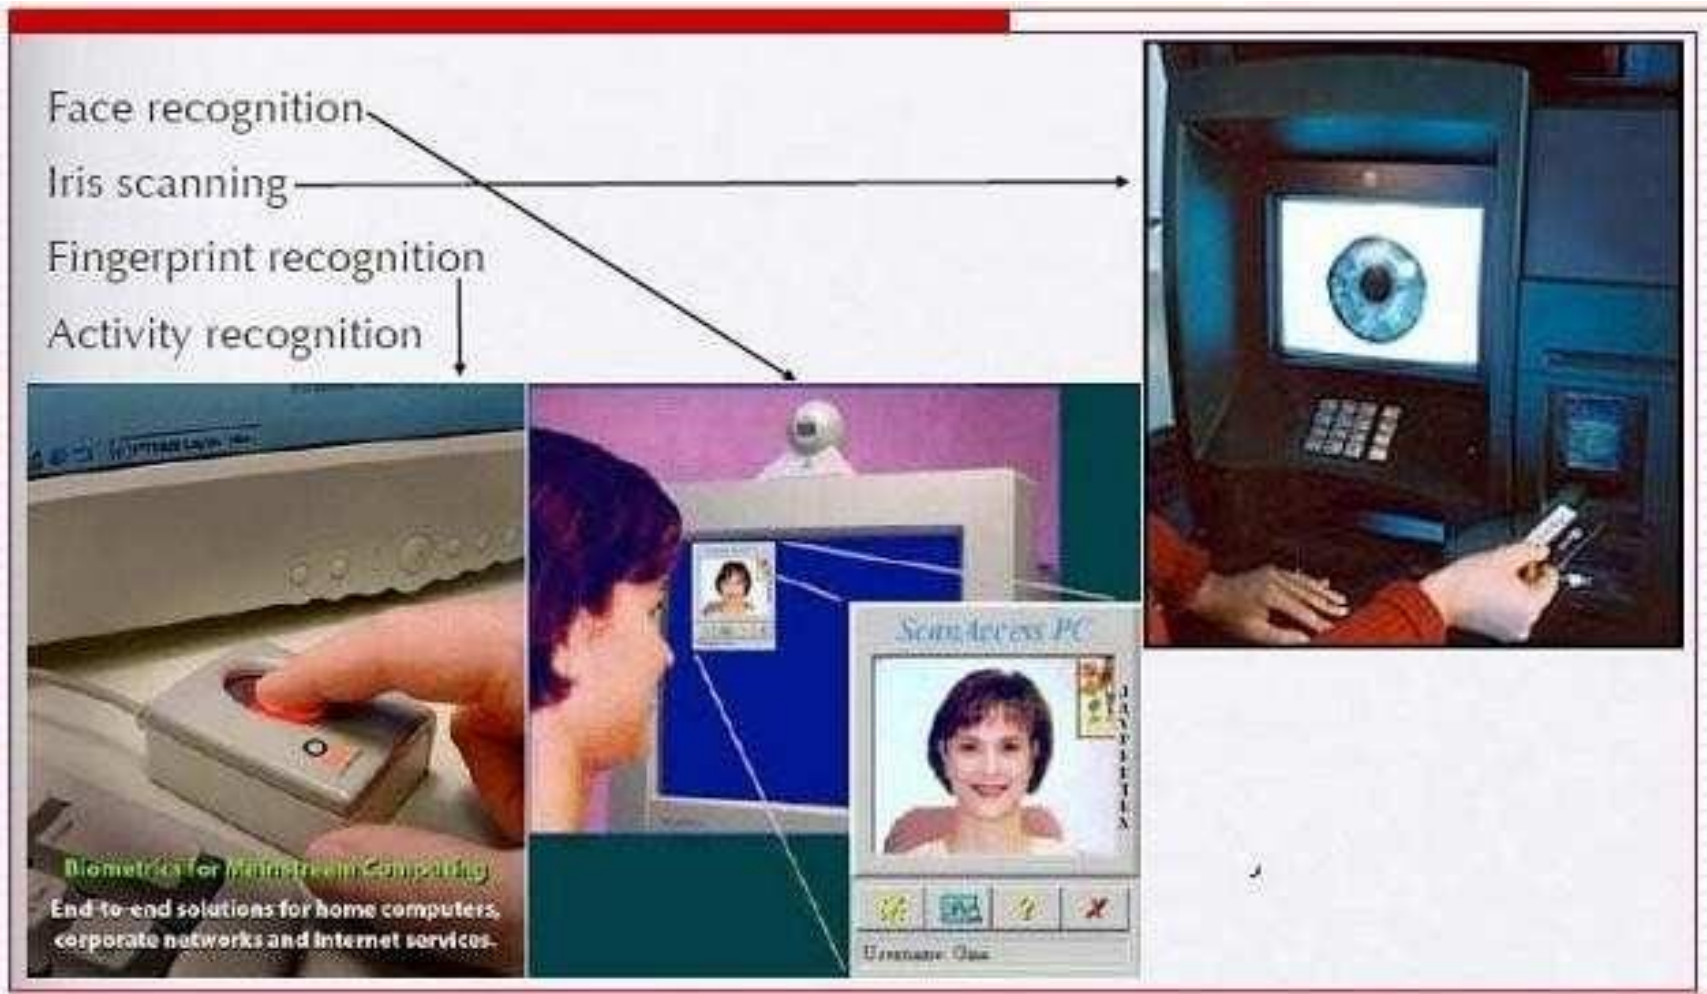 Face recognition
Iris scanning
Fingerprint recognition
Activity recognition
Biometrics for Mainstream Computing
End-to-end solutions for home computers,
corporate networks and Internet services.
ScanAccess PC
Username